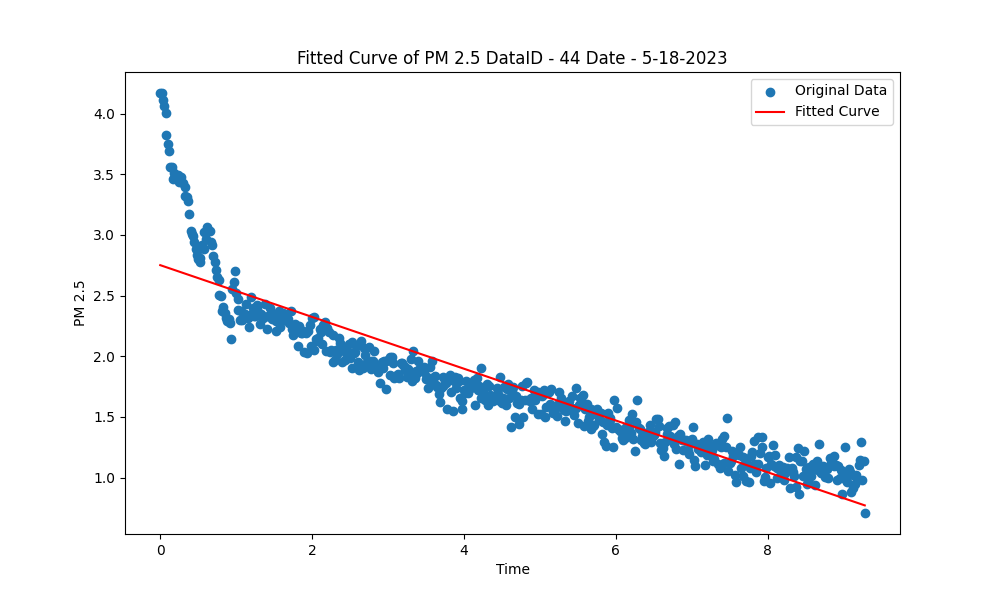 Fitted Curve of PM 2.5 DataID - 44 Date - 5-18-2023
Original Data
Fitted Curve
4.0
3.5
3.0
2.5
2.0
1.5
1.0
PM 2.5
0 2 4 6 8
Time